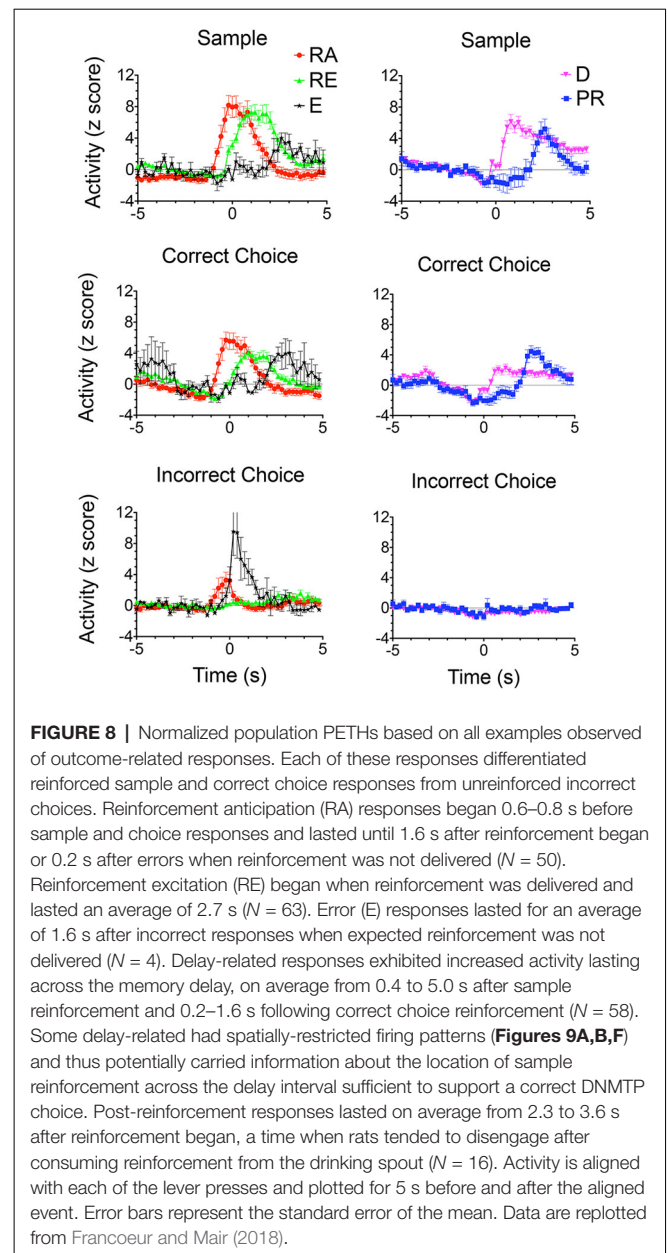 Sample
RA
RE
E
12
8
4
0
-4
Activity (z score)
-5 0 5
Sample
D
PR
12
8
4
0
-4
-5 0 5
Correct Choice
12
8
4
0
-4
Activity (z score)
-5 0 5
Correct Choice
12
8
4
0
-4
-5 0 5
Incorrect Choice
12
8
4
0
-4
Activity (z score)
-5 0 5
Time (s)
Incorrect Choice
12
8
4
0
-4
-5 0 5
Time (s)
FIGURE 8 | Normalized population PETHs based on all examples observed
of outcome-related responses. Each of these responses differentiated
reinforced sample and correct choice responses from unreinforced incorrect
choices. Reinforcement anticipation (RA) responses began 0.6–0.8 s before
sample and choice responses and lasted until 1.6 s after reinforcement began
or 0.2 s after errors when reinforcement was not delivered (N = 50).
Reinforcement excitation (RE) began when reinforcement was delivered and
lasted an average of 2.7 s (N = 63). Error (E) responses lasted for an average
of 1.6 s after incorrect responses when expected reinforcement was not
delivered (N = 4). Delay-related responses exhibited increased activity lasting
across the memory delay, on average from 0.4 to 5.0 s after sample
reinforcement and 0.2–1.6 s following correct choice reinforcement (N = 58).
Some delay-related had spatially-restricted firing patterns (Figures 9A,B,F)
and thus potentially carried information about the location of sample
reinforcement across the delay interval sufficient to support a correct DNMTP
choice. Post-reinforcement responses lasted on average from 2.3 to 3.6 s
after reinforcement began, a time when rats tended to disengage after
consuming reinforcement from the drinking spout (N = 16). Activity is aligned
with each of the lever presses and plotted for 5 s before and after the aligned
event. Error bars represent the standard error of the mean. Data are replotted
from Francoeur and Mair (2018).